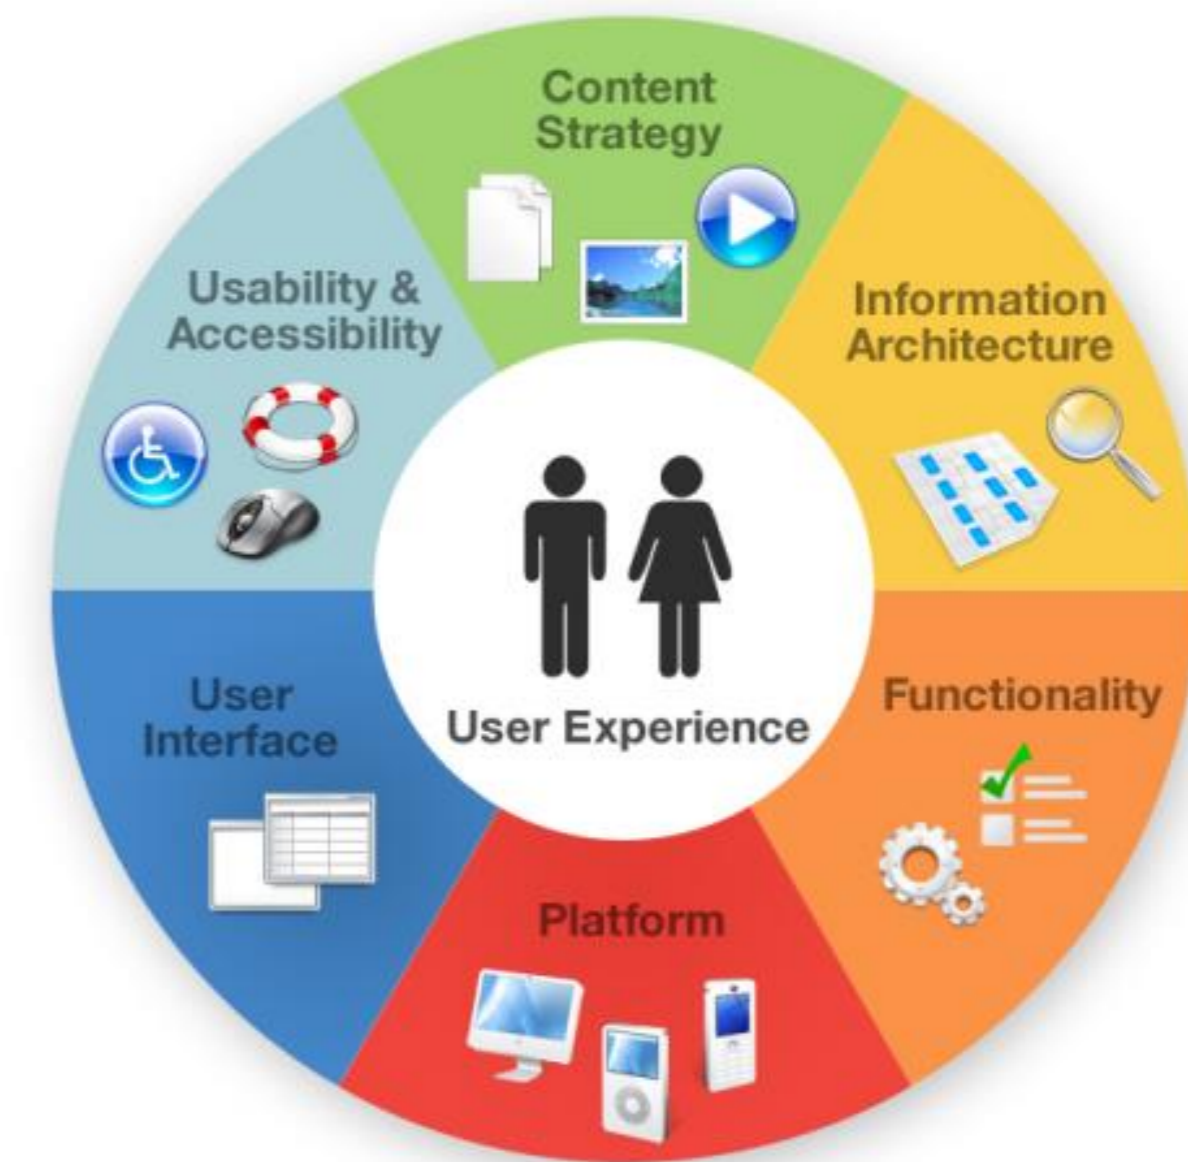 Content
Strategy
Usability &
Accessibility
Information
Architecture
User
Interface
User Experience
Functionality
Platform